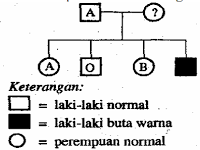 A ?
A O B
Keterangan:
= laki-laki normal
= laki-laki buta warna
= perempuan normal